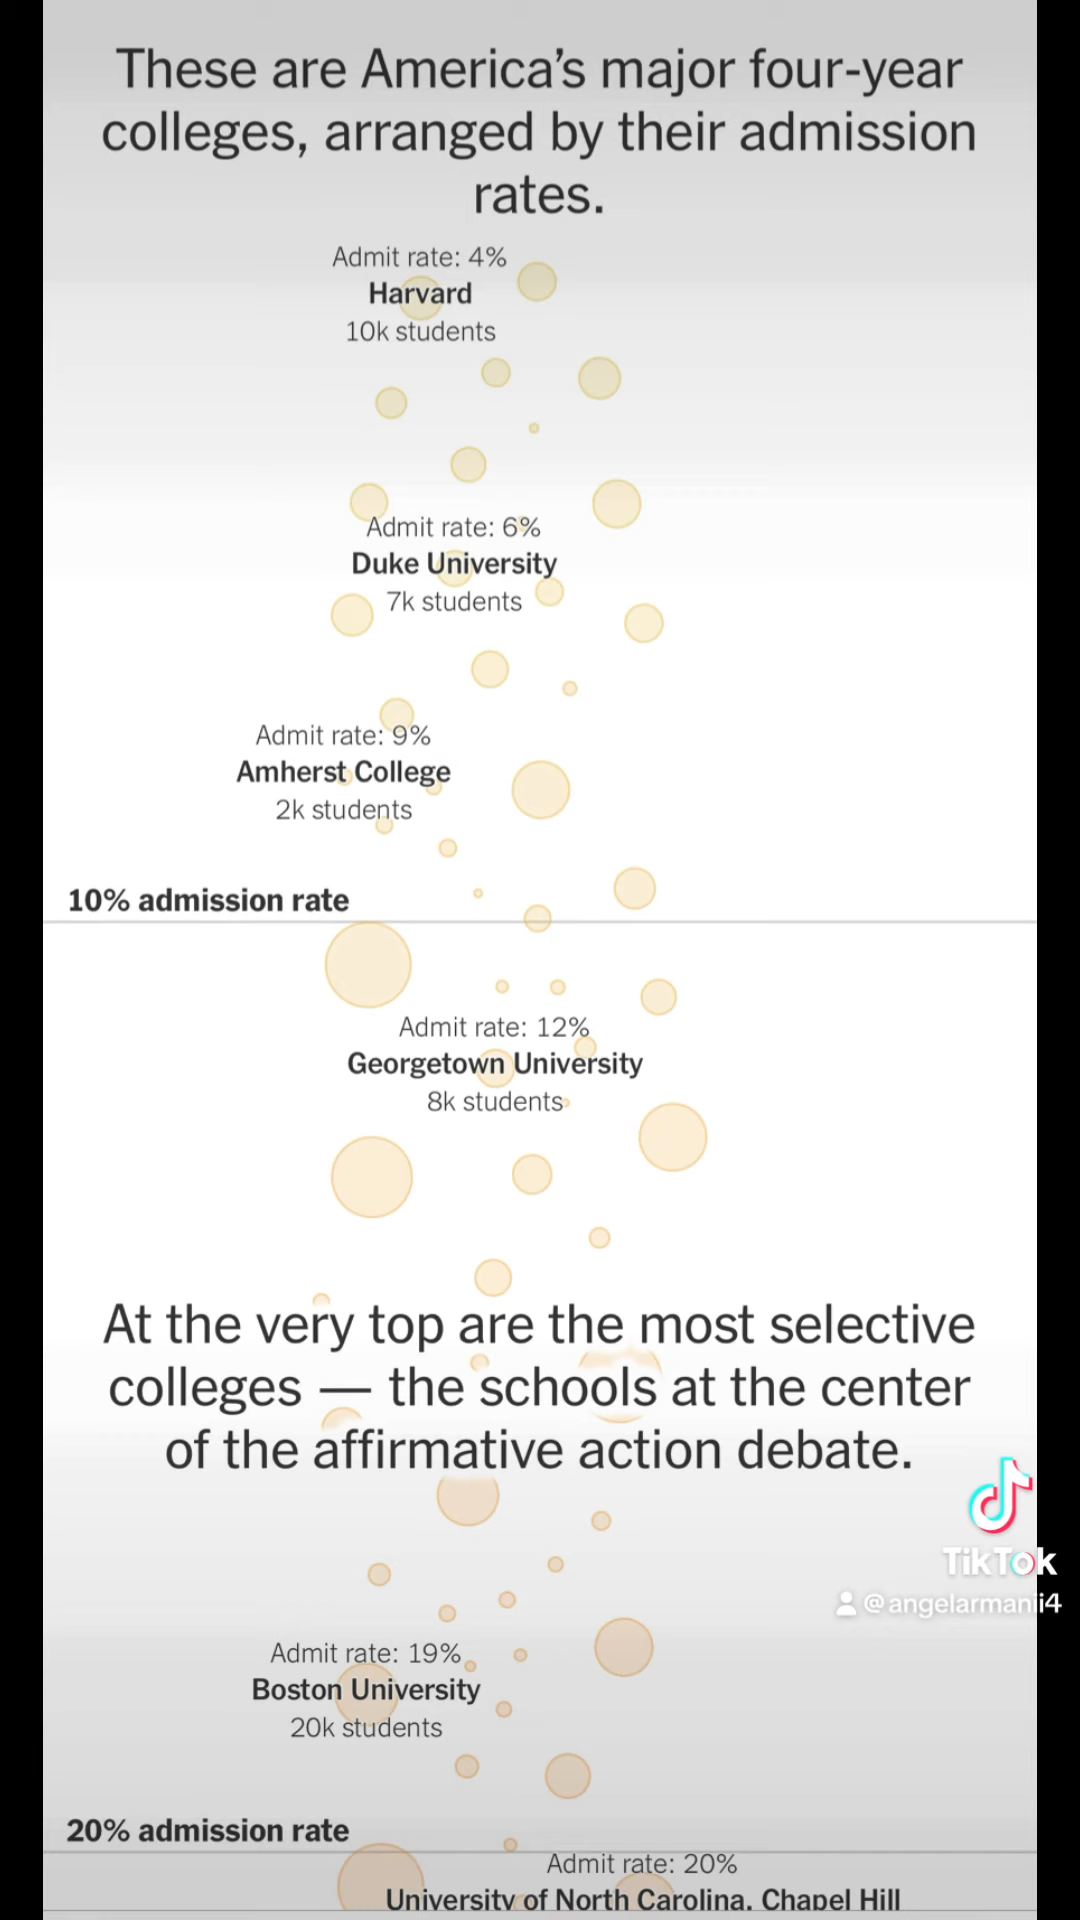 These are America’s major four-year
colleges, arranged by their admission
rates.
Admit rate: 4%
Harvard
10k students
Admit rate: 6%
Duke University
7k students
Admit rate: 9%
Amherst College
2k students
10% admission rate
Admit rate: 12%
Georgetown University
8k students
At the very top are the most selective
colleges — the schools at the center
of the affirmative action debate.
TikTok
@angelarmanii4
Admit rate: 19%
Boston University
20k students
20% admission rate
Admit rate: 20%
University of North Carolina, Chapel Hill